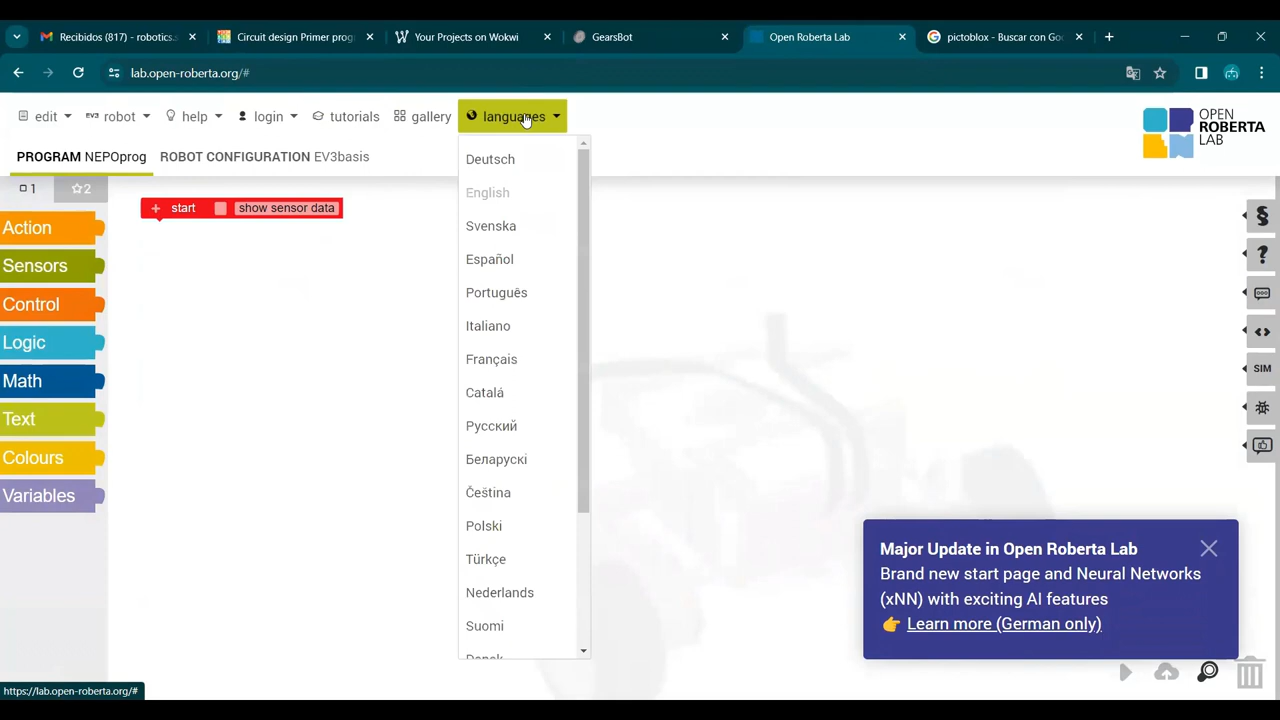 Recibidos (817) - robotics.s
Circuit design Primer prog
Your Projects on Wokwi
GearsBot
Open Roberta Lab
pictoblox - Buscar con Go
lab.open-roberta.org/#
edit
EV3 robot
help
login
tutorials
gallery
languages
OPEN
ROBERTA
LAB
PROGRAM NEPOprog
ROBOT CONFIGURATION EV3basis
1
2
+ start show sensor data
Action
Sensors
Control
Logic
Math
Text
Colours
Variables
Deutsch
English
Svenska
Español
Português
Italiano
Français
Catalá
Русский
Беларускі
Čeština
Polski
Türkçe
Nederlands
Suomi
Dansk
§
?
SIM
Major Update in Open Roberta Lab
Brand new start page and Neural Networks
(xNN) with exciting AI features
👉 Learn more (German only)
https://lab.open-roberta.org/#